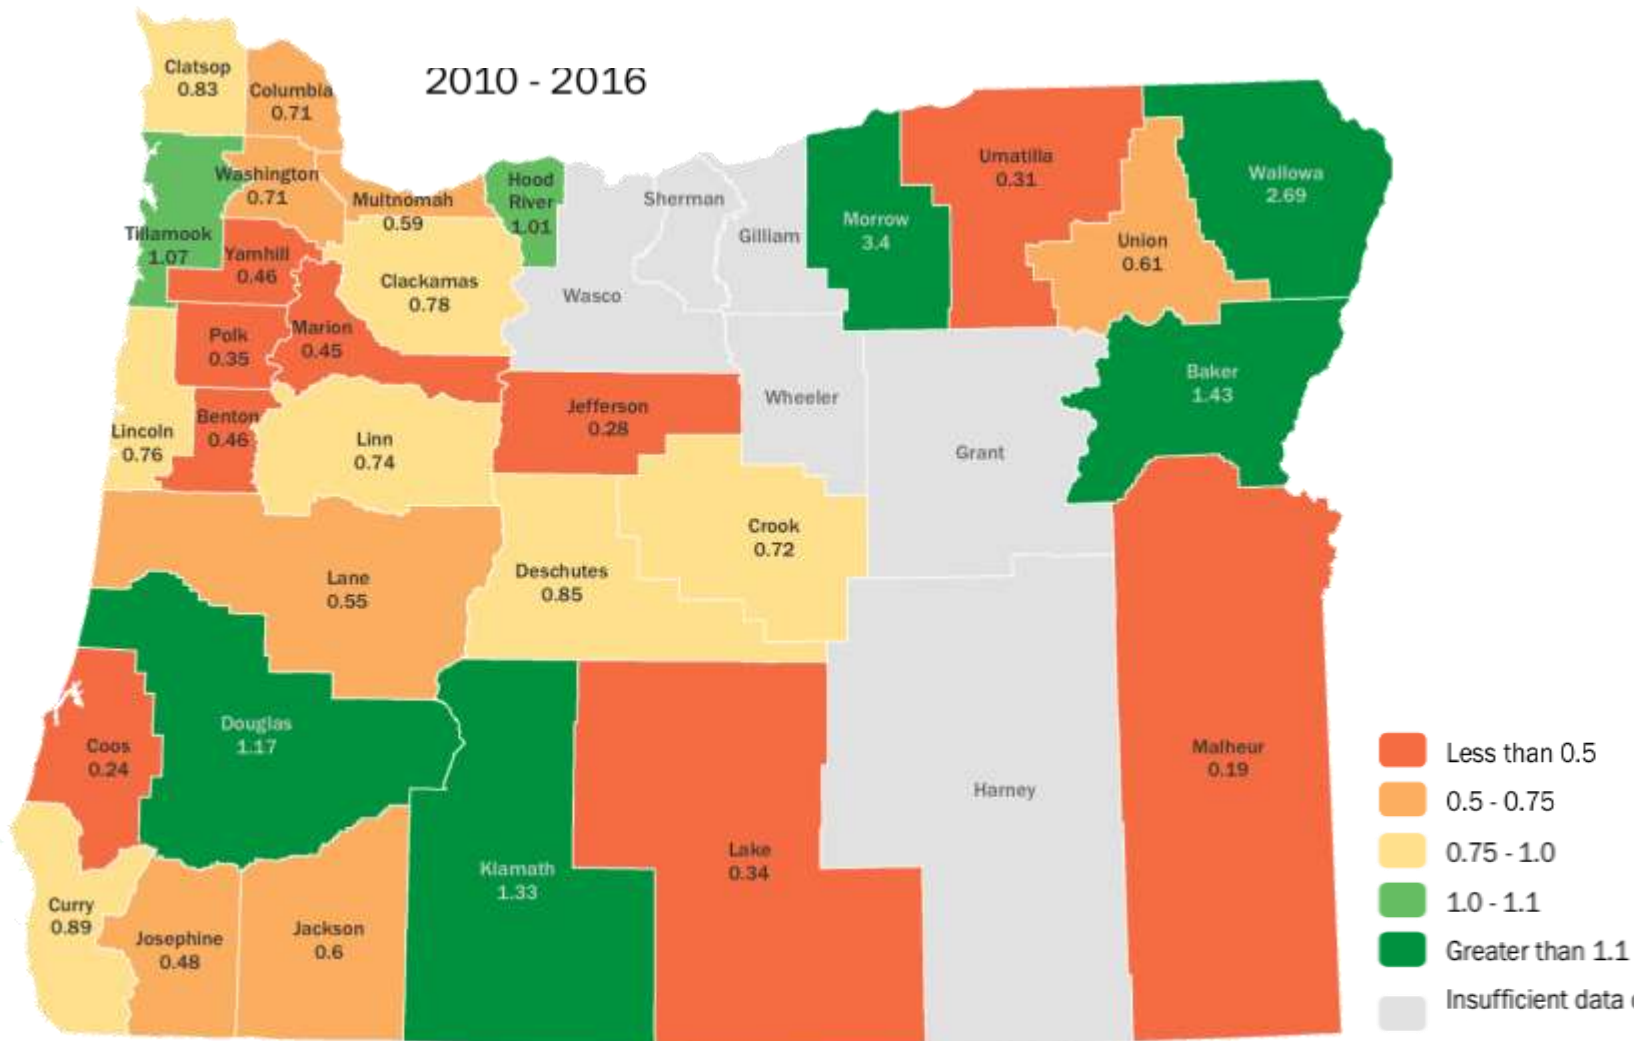 2010 - 2016
Clatsop
0.83
Columbia
0.71
Tillamook
1.07
Washington
0.71
Multnomah
0.59
Hood
River
1.01
Yamhill
0.46
Clackamas
0.78
Wasco
Sherman
Gilliam
Morrow
3.4
Umatilla
0.31
Union
0.61
Wallowa
2.69
Polk
0.35
Marion
0.45
Lincoln
0.76
Benton
0.46
Linn
0.74
Jefferson
0.28
Wheeler
Grant
Baker
1.43
Lane
0.55
Deschutes
0.85
Crook
0.72
Douglas
1.17
Coos
0.24
Curry
0.89
Josephine
0.48
Jackson
0.6
Klamath
1.33
Lake
0.34
Harney
Malheur
0.19
Less than 0.5
0.5 - 0.75
0.75 - 1.0
1.0 - 1.1
Greater than 1.1
Insufficient data